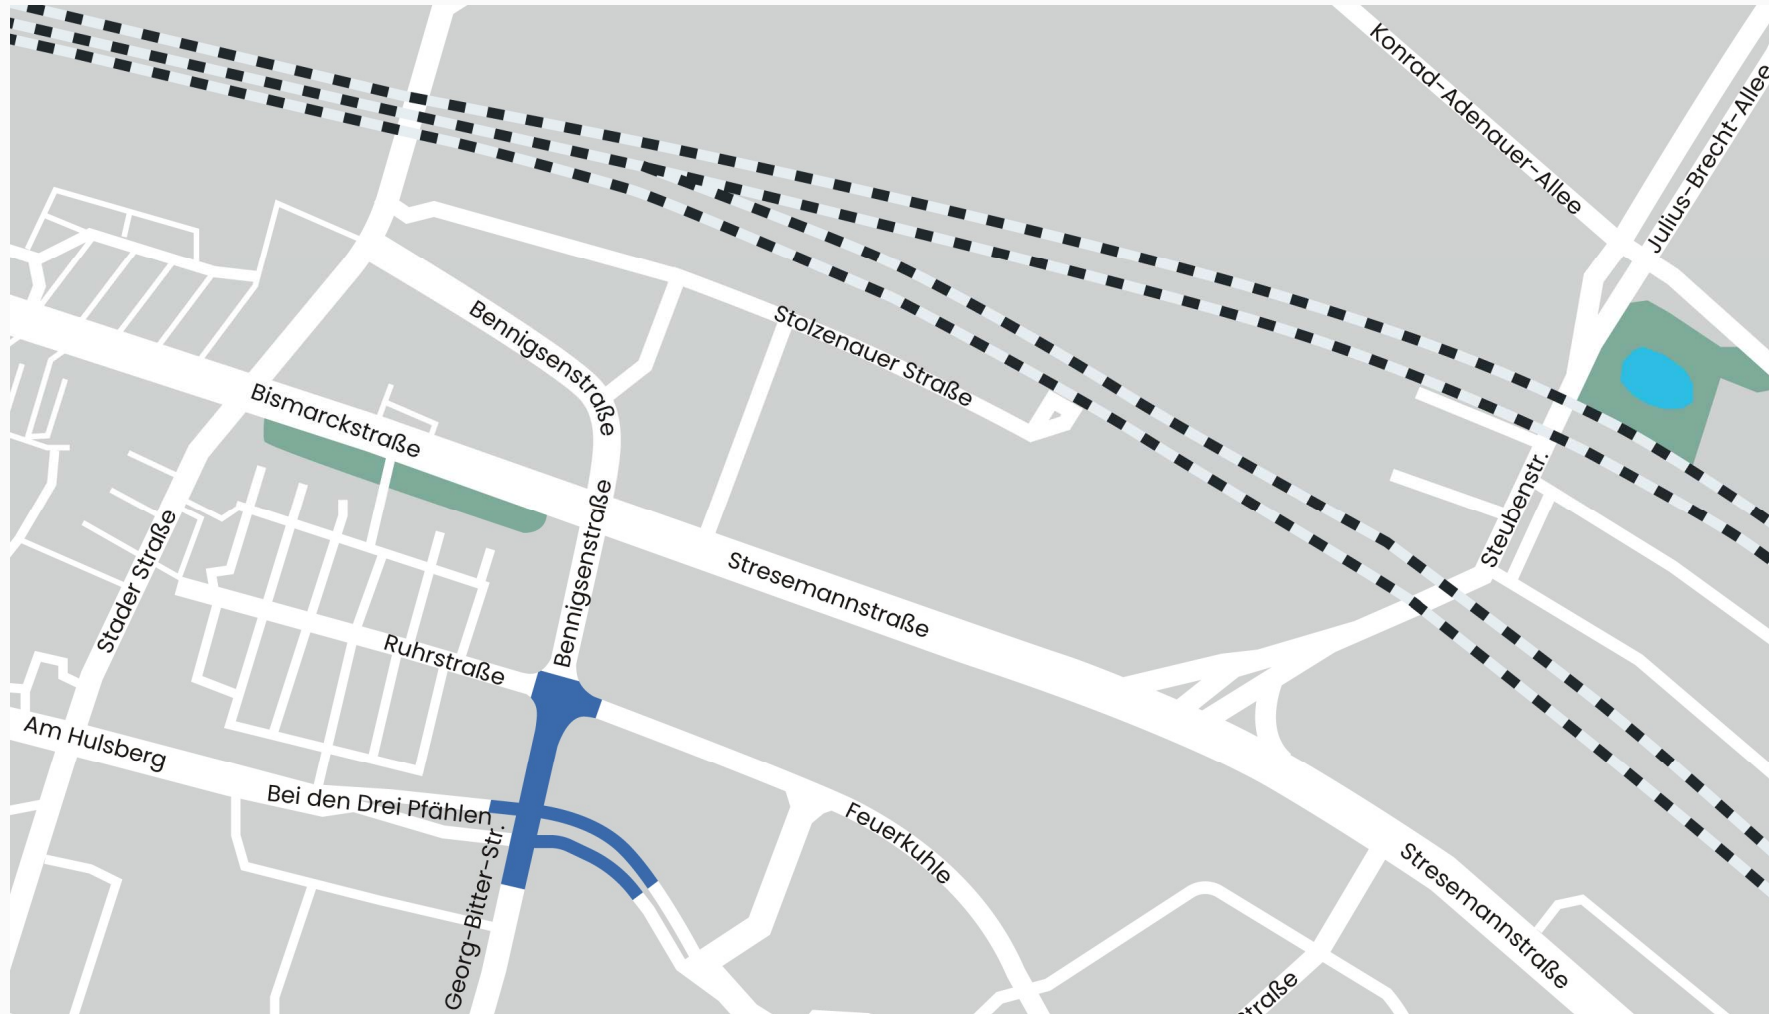 Konrad-Adenauer-Allee
Julius-Brecht-Allee
Bennigsenstraße
Stolzenauer Straße
Bismarckstraße
Steubenstr.
Stader Straße
Bennigsenstraße
Stresemannstraße
Ruhrstraße
Am Hulsberg
Bei den Drei Pfählen
Georg-Bitter-Str.
Feuerkuhle
Stresemannstraße
straße